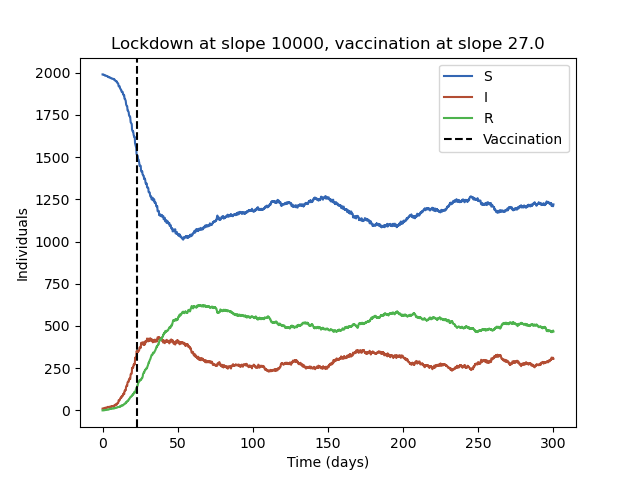 Lockdown at slope 10000, vaccination at slope 27.0
S
I
R
Vaccination
Individuals
2000
1750
1500
1250
1000
750
500
250
0
0 50 100 150 200 250 300
Time (days)